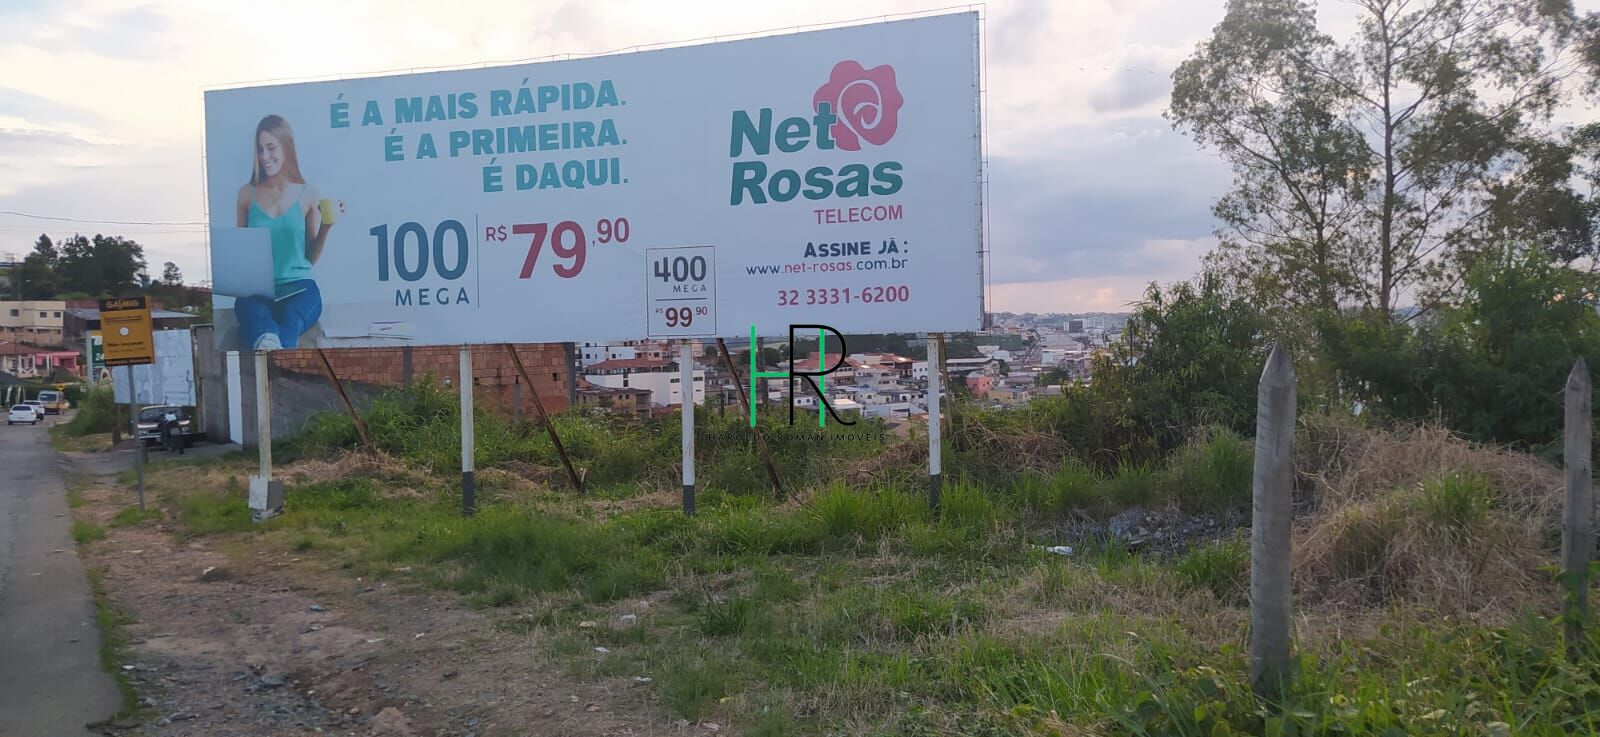 É A MAIS RÁPIDA.
É A PRIMEIRA.
É DAQUI.
100
MEGA
R$ 79,90
400
MEGA
R$ 99,90
Net
Rosas
TELECOM
ASSINE JÁ:
www.net-rosas.com.br
32 3331-6200
GASMIG
HR
HAROLDO ROMAN IMÓVEIS